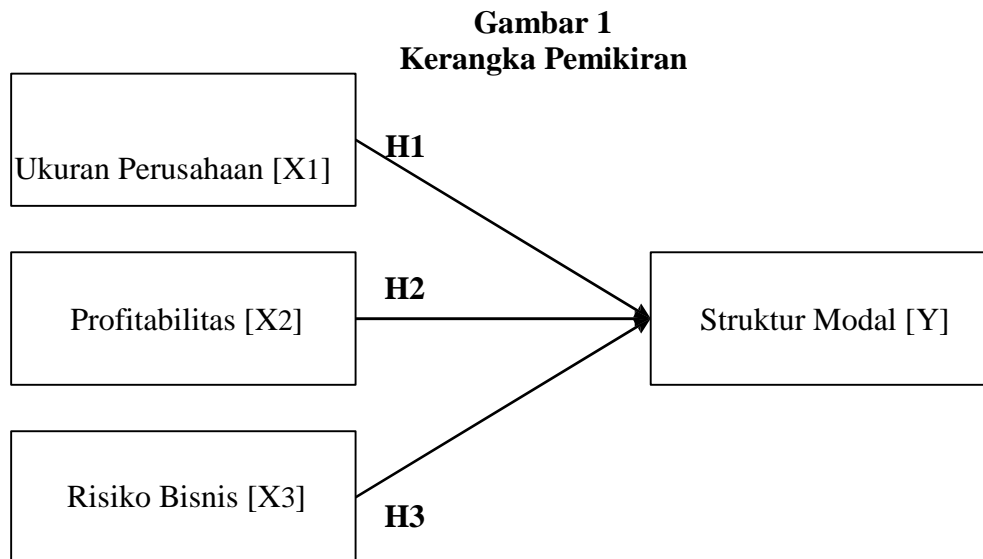 Gambar 1
Kerangka Pemikiran
H1
Ukuran Perusahaan [X1]
H2
Profitabilitas [X2]
Struktur Modal [Y]
Risiko Bisnis [X3]
H3